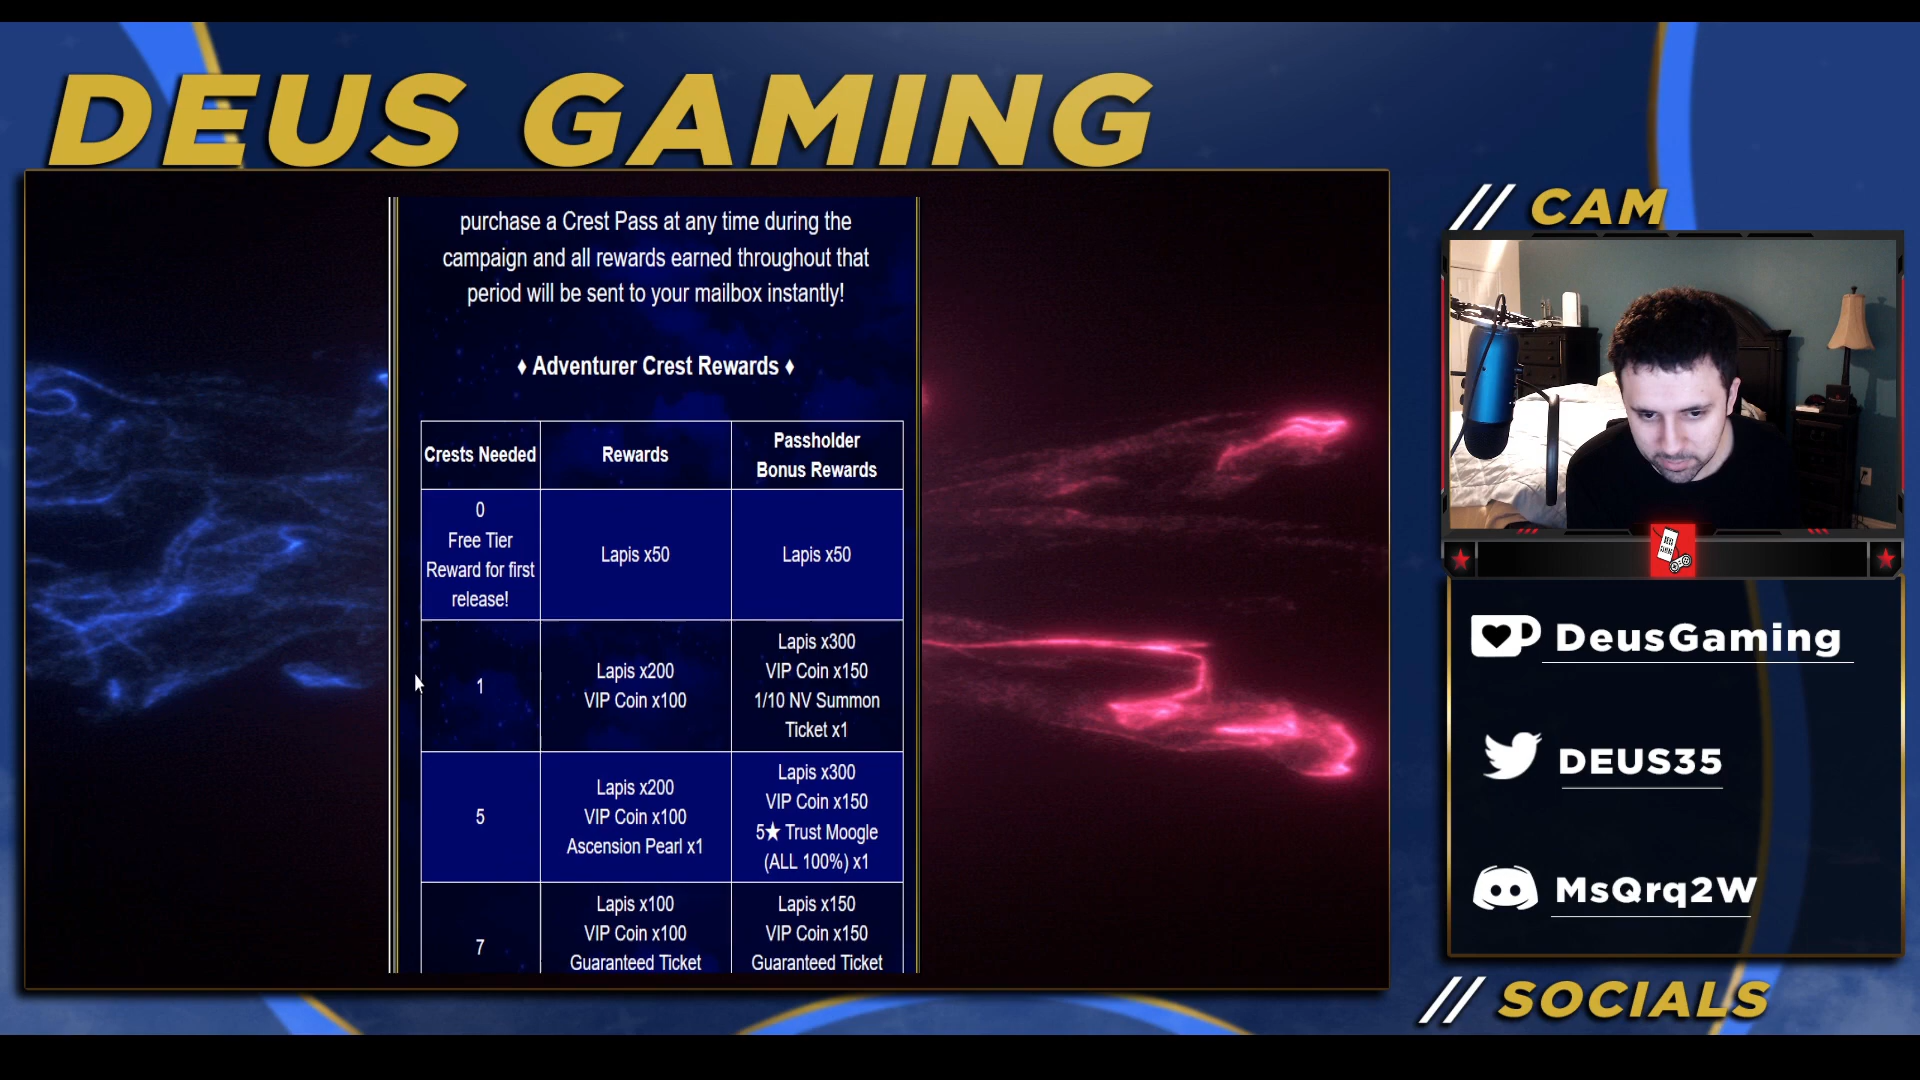 DEUS GAMING
purchase a Crest Pass at any time during the
campaign and all rewards earned throughout that
period will be sent to your mailbox instantly!
♦ Adventurer Crest Rewards ♦
Crests Needed
Rewards
Passholder
Bonus Rewards
0
Free Tier
Reward for first
release!
Lapis x50
Lapis x50
1
Lapis x200
VIP Coin x100
Lapis x300
VIP Coin x150
1/10 NV Summon
Ticket x1
5
Lapis x200
VIP Coin x100
Ascension Pearl x1
Lapis x300
VIP Coin x150
5★ Trust Moogle
(ALL 100%) x1
7
Lapis x100
VIP Coin x100
Guaranteed Ticket
Lapis x150
VIP Coin x150
Guaranteed Ticket
// CAM
DeusGaming
DEUS35
MsQrq2W
// SOCIALS